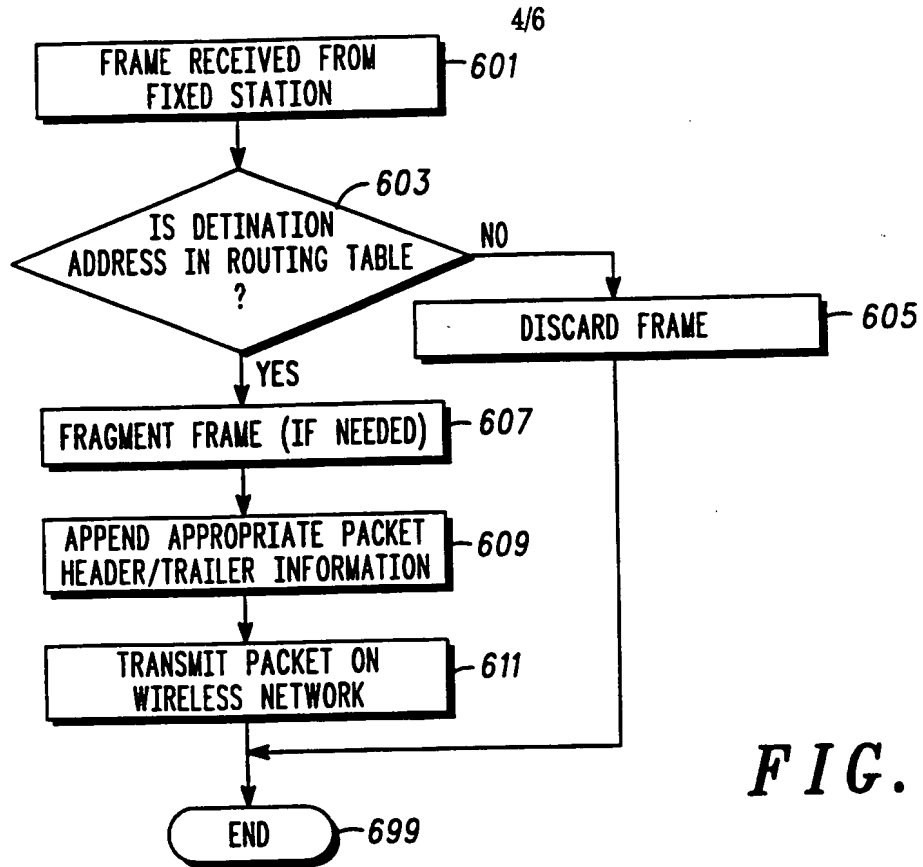 4/6
FRAME RECEIVED FROM
FIXED STATION
601
603
IS DETINATION
ADDRESS IN ROUTING TABLE
?
NO
DISCARD FRAME
605
YES
FRAGMENT FRAME (IF NEEDED)
607
APPEND APPROPRIATE PACKET
HEADER/TRAILER INFORMATION
609
TRANSMIT PACKET ON
WIRELESS NETWORK
611
END
699
FIG.